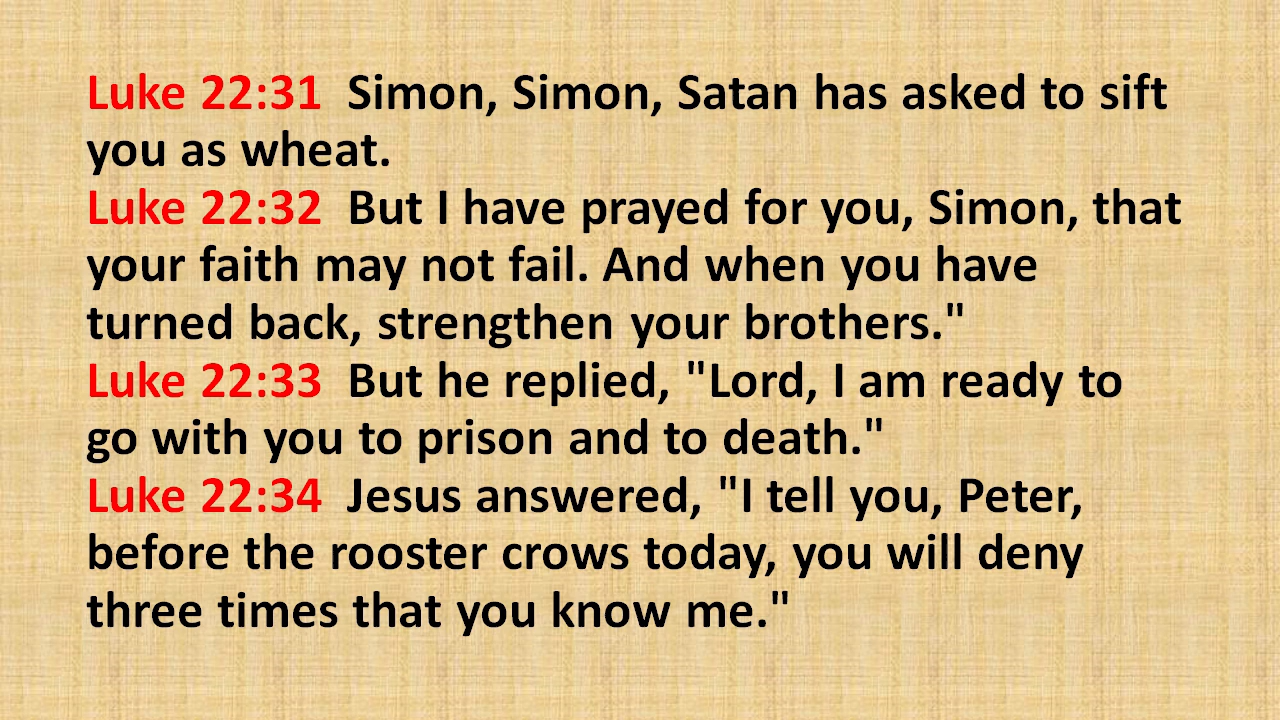 Luke 22:31  Simon, Simon, Satan has asked to sift
you as wheat.
Luke 22:32  But I have prayed for you, Simon, that
your faith may not fail. And when you have
turned back, strengthen your brothers."
Luke 22:33  But he replied, "Lord, I am ready to
go with you to prison and to death."
Luke 22:34  Jesus answered, "I tell you, Peter,
before the rooster crows today, you will deny
three times that you know me."